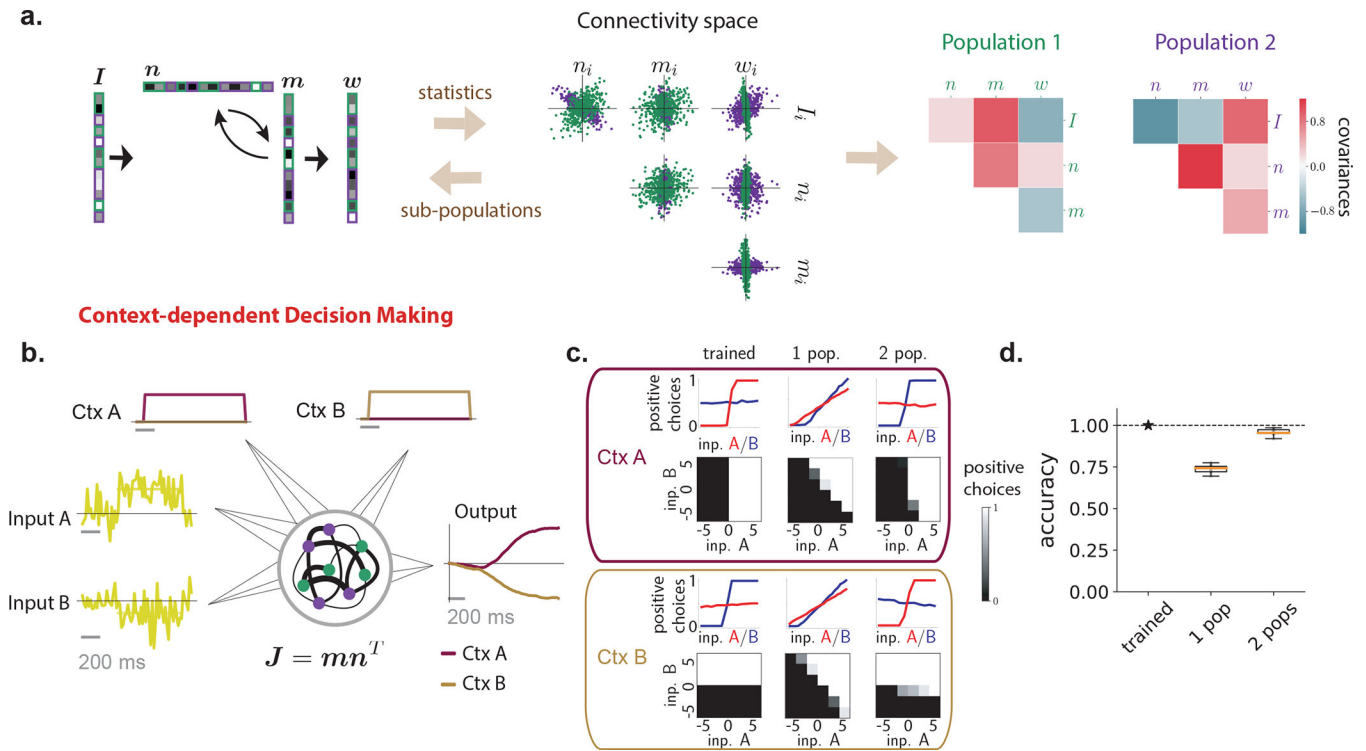 a.
Connectivity space
Population 1
Population 2
I
n
m
w
statistics
sub-populations
n_i
m_i
w_i
I_i
n_i
m_i
n
m
w
I
n
m
n
m
w
I
n
m
0.8
0.0
−0.8
covariances
Context-dependent Decision Making
b.
Ctx A
Ctx B
Input A
Input B
200 ms
J = mn^T
Output
200 ms
Ctx A
Ctx B
c.
trained
1 pop.
2 pop.
Ctx A
positive
choices
1
0
inp. A/B
inp. A/B
inp. A/B
inp. B
5
0
-5
-5 0 5
-5 0 5
-5 0 5
inp. A
inp. A
inp. A
Ctx B
positive
choices
1
0
inp. A/B
inp. A/B
inp. A/B
inp. B
5
0
-5
-5 0 5
-5 0 5
-5 0 5
inp. A
inp. A
inp. A
positive
choices
1
0
d.
accuracy
1.00
0.75
0.50
0.25
0.00
trained
1 pop
2 pops